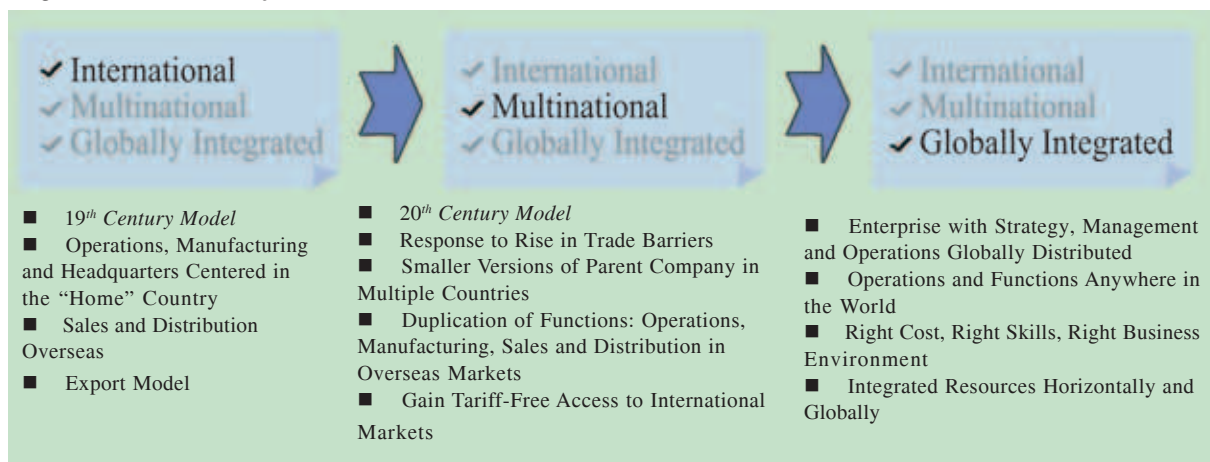 ✓ International
✓ Multinational
✓ Globally Integrated
✓ International
✓ Multinational
✓ Globally Integrated
✓ International
✓ Multinational
✓ Globally Integrated
■ 19th Century Model
■ Operations, Manufacturing
and Headquarters Centered in
the “Home” Country
■ Sales and Distribution
Overseas
■ Export Model
■ 20th Century Model
■ Response to Rise in Trade Barriers
■ Smaller Versions of Parent Company in
Multiple Countries
■ Duplication of Functions: Operations,
Manufacturing, Sales and Distribution in
Overseas Markets
■ Gain Tariff-Free Access to International
Markets
■ Enterprise with Strategy, Management
and Operations Globally Distributed
■ Operations and Functions Anywhere in
the World
■ Right Cost, Right Skills, Right Business
Environment
■ Integrated Resources Horizontally and
Globally